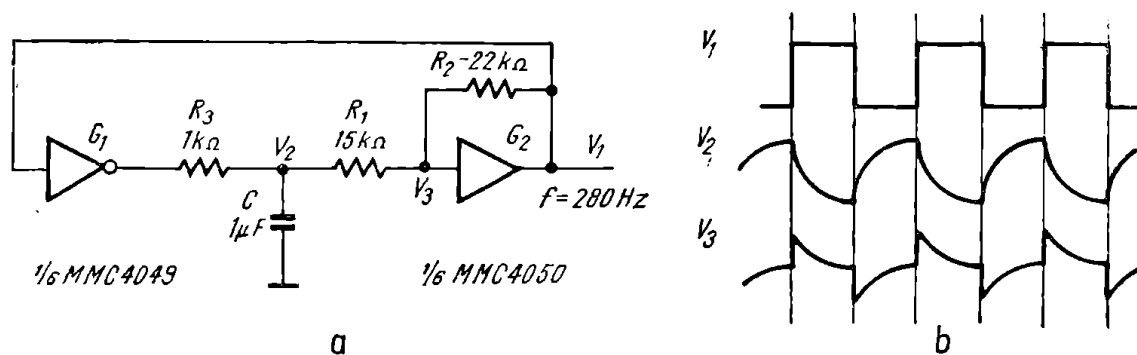 R₂-22kΩ
R₃
1kΩ
R₁
15kΩ
G₁
V₂
V₃
G₂
V₁
f=280Hz
C
1μF
1/6 MMC4049
1/6 MMC4050
a
V₁
V₂
V₃
b